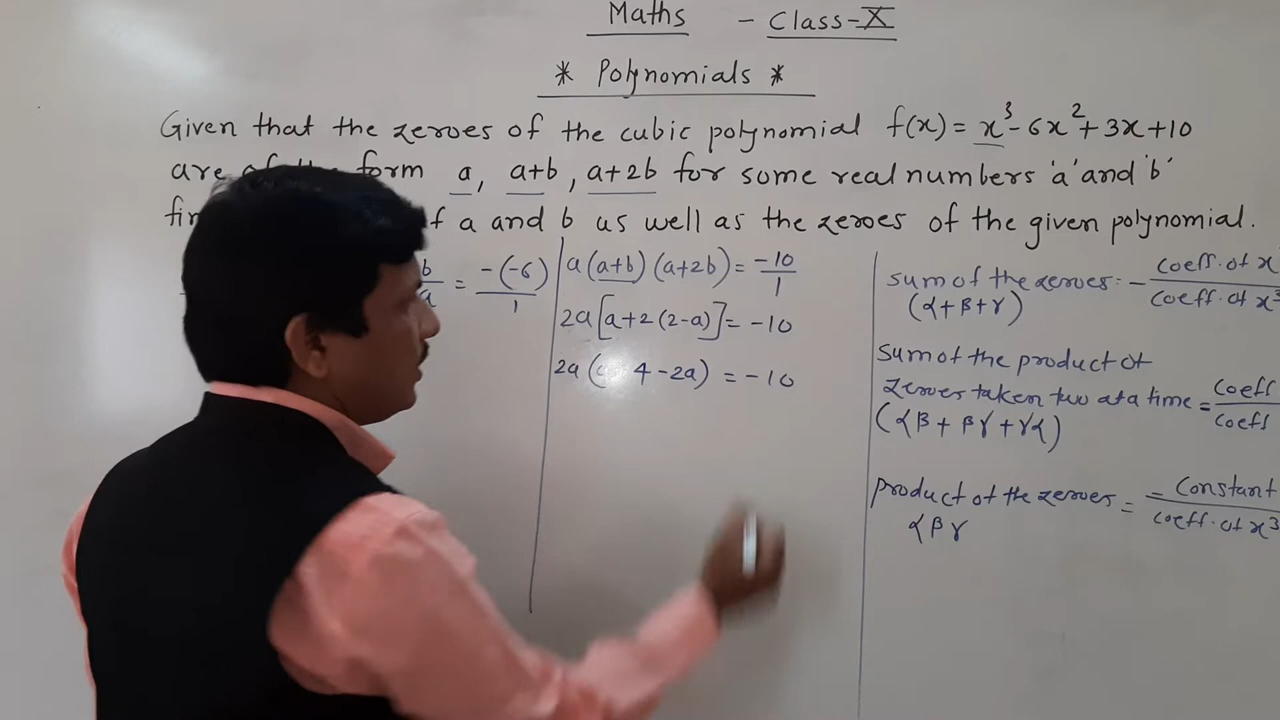 Maths - Class-X
* Polynomials *
Given that the zeroes of the cubic polynomial f(x) = x³-6x²+3x+10
are of the form a, a+b, a+2b for some real numbers 'a' and 'b'
f a and b as well as the zeroes of the given polynomial.
b/a = -(-6)/1
a(a+b)(a+2b) = -10/1
2a[a+2(2-a)] = -10
2a( 4-2a) = -10
sum of the zeroes = - coeff. of x / coeff. of x³
(α+β+γ)
sum of the product of
zeroes taken two at a time = coeff / coeff
(αβ+βγ+γα)
product of the zeroes = - constant / coeff. of x³
αβγ